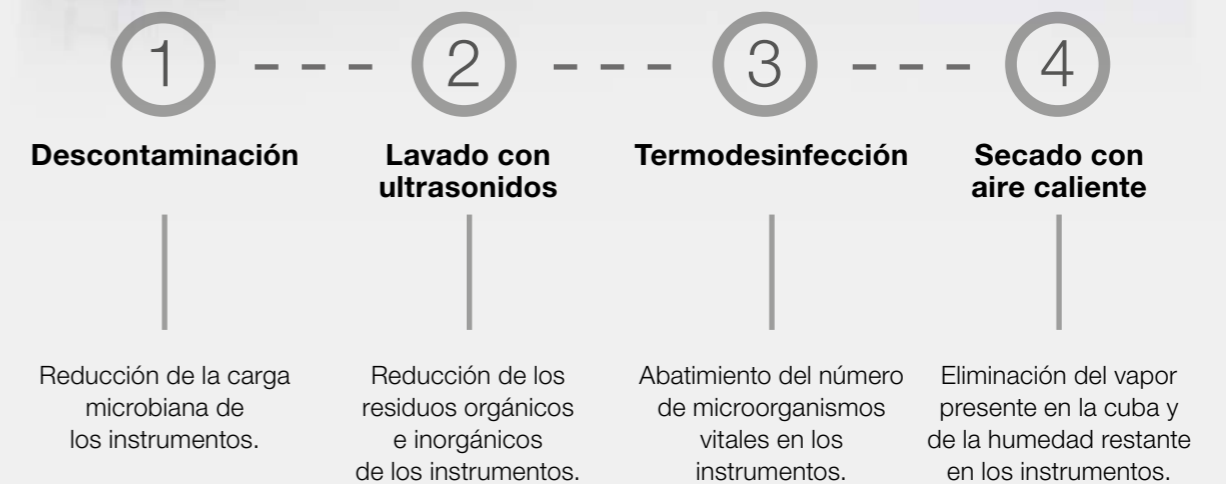 1
2
3
4
Descontaminación
Lavado con
ultrasonidos
Termodesinfección
Secado con
aire caliente
Reducción de la carga
microbiana de
los instrumentos.
Reducción de los
residuos orgánicos
e inorgánicos
de los instrumentos.
Abatimiento del número
de microorganismos
vitales en los
instrumentos.
Eliminación del vapor
presente en la cuba y
de la humedad restante
en los instrumentos.